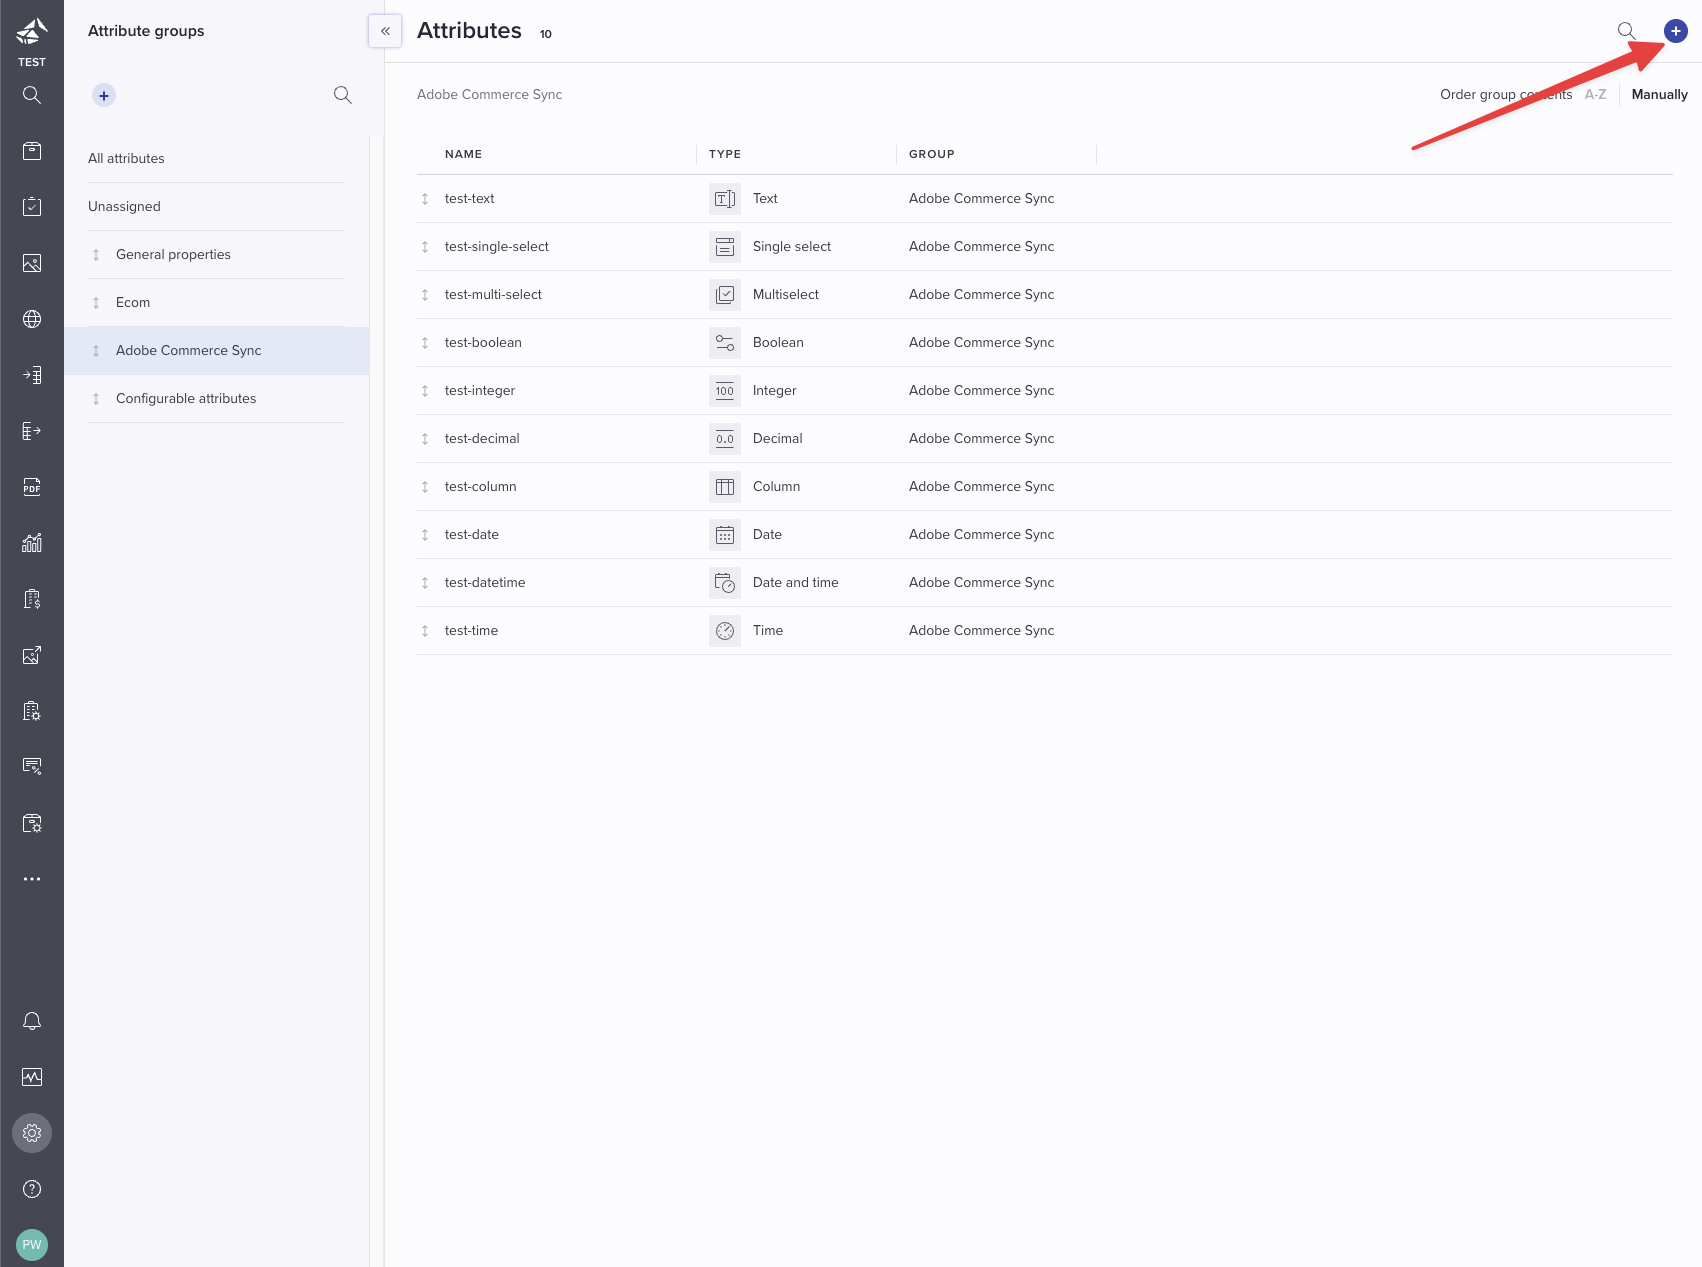 TEST
Attribute groups
All attributes
Unassigned
General properties
Ecom
Adobe Commerce Sync
Configurable attributes
PDF
PW
Attributes 10
Adobe Commerce Sync
Order group contents A-Z Manually
NAME TYPE GROUP
test-text Text Adobe Commerce Sync
test-single-select Single select Adobe Commerce Sync
test-multi-select Multiselect Adobe Commerce Sync
test-boolean Boolean Adobe Commerce Sync
test-integer 100 Integer Adobe Commerce Sync
test-decimal 0.0 Decimal Adobe Commerce Sync
test-column Column Adobe Commerce Sync
test-date Date Adobe Commerce Sync
test-datetime Date and time Adobe Commerce Sync
test-time Time Adobe Commerce Sync